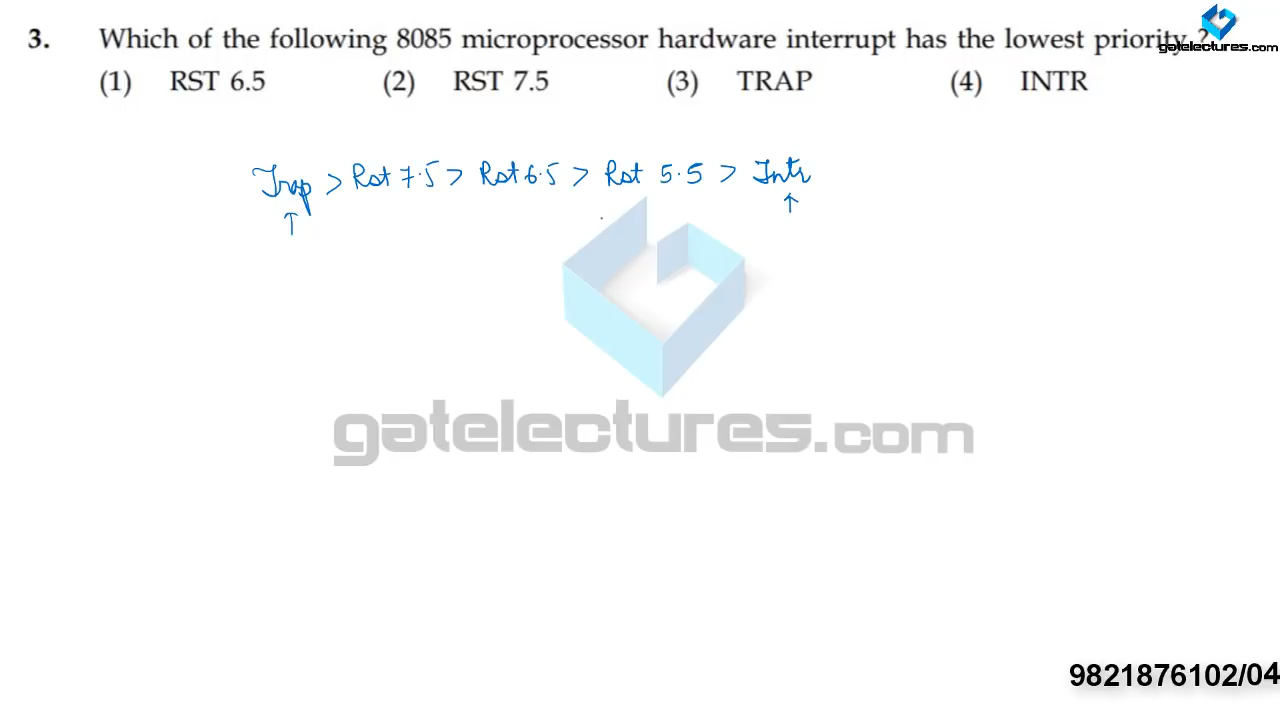 gatelectures.com
3. Which of the following 8085 microprocessor hardware interrupt has the lowest priority ?
(1) RST 6.5 (2) RST 7.5 (3) TRAP (4) INTR
Trap > Rst 7.5 > Rst 6.5 > Rst 5.5 > Intr
gatelectures.com
9821876102/04